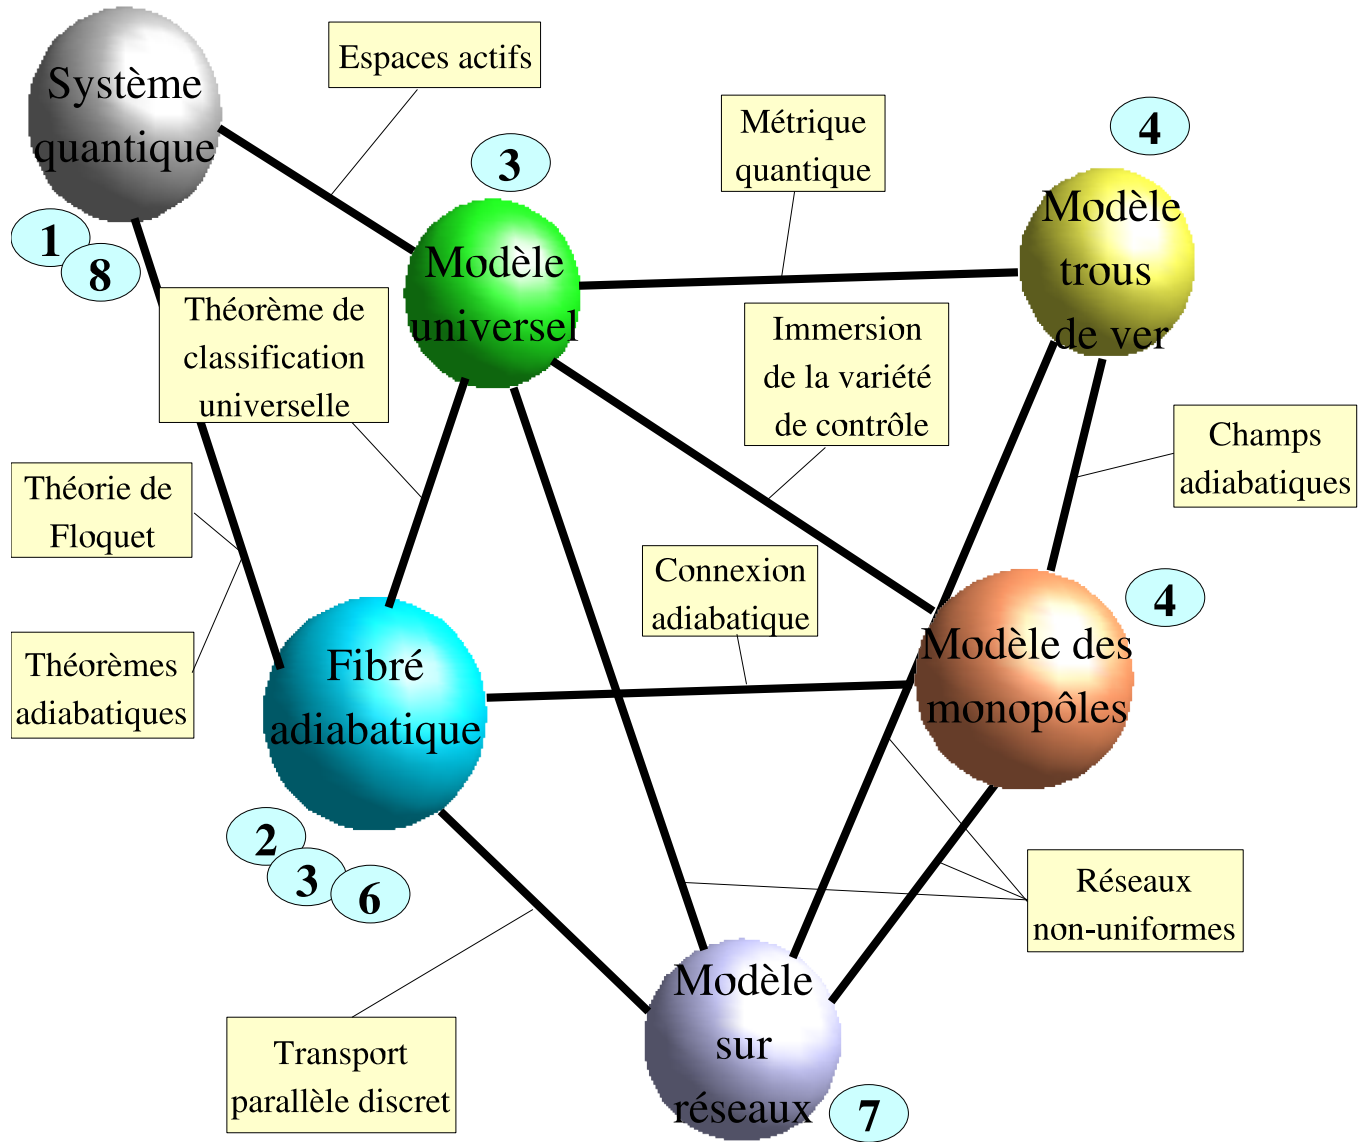 Système
quantique
1
8
Espaces actifs
3
Modèle
universel
Métrique
quantique
4
Modèle
trous
de ver
Théorème de
classification
universelle
Immersion
de la variété
de contrôle
Champs
adiabatiques
Théorie de
Floquet
Connexion
adiabatique
4
Modèle des
monopôles
Théorèmes
adiabatiques
Fibré
adiabatique
2
3
6
Réseaux
non-uniformes
Modèle
sur
réseaux
7
Transport
parallèle discret